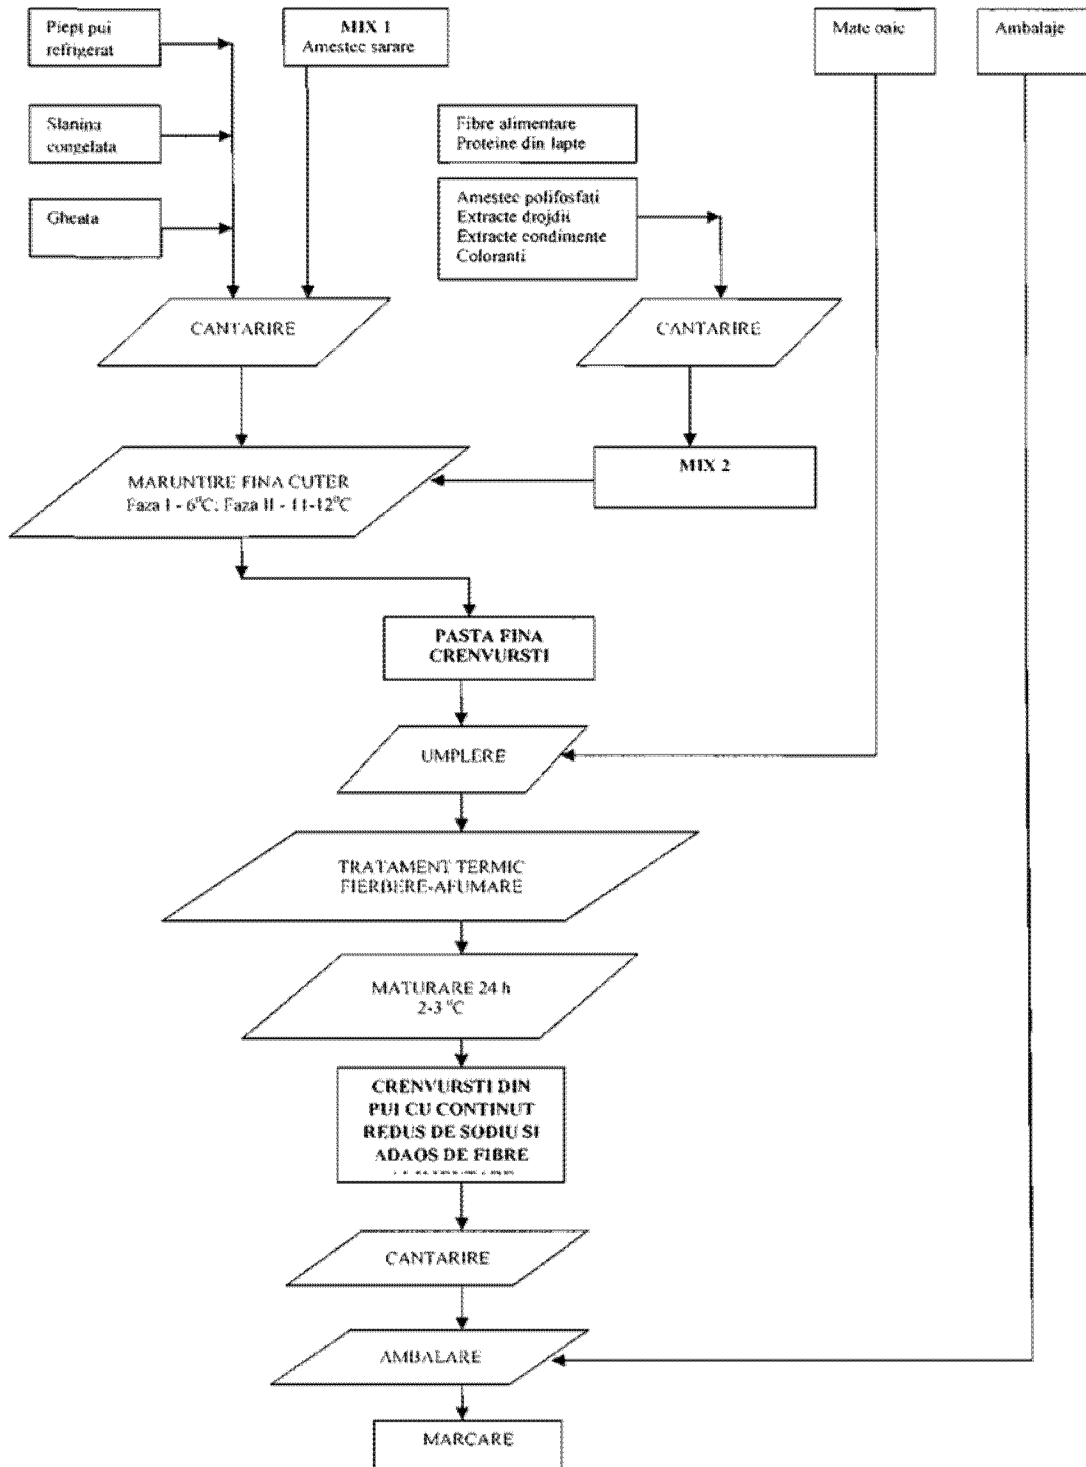 Piept pui
refrigerat
MIX 1
Amestec sarare
Mate oaie
Ambalaje
Slanina
congelata
Fibre alimentare
Proteine din lapte
Gheata
Amestec polifosfati
Extracte drojdii
Extracte condimente
Coloranti
CANTARIRE
CANTARIRE
MARUNTIRE FINA CUTER
Faza I - 6°C; Faza II - 11-12°C
MIX 2
PASTA FINA
CRENVURSTI
UMPLERE
TRATAMENT TERMIC
FIERBERE-AFUMARE
MATURARE 24 h
2-3 °C
CRENVURSTI DIN
PUI CU CONTINUT
REDUS DE SODIU SI
ADAOS DE FIBRE
CANTARIRE
AMBALARE
MARCARE